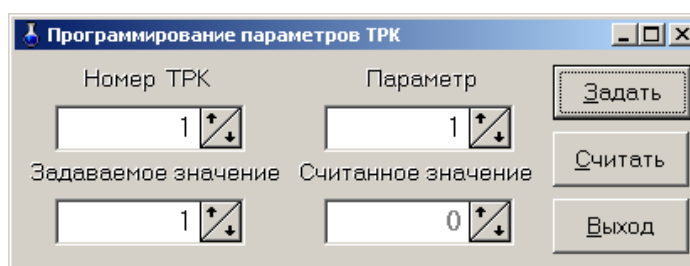 Программирование параметров ТРК
Номер ТРК
Параметр
Задать
1
1
Считать
Задаваемое значение
Считанное значение
1
0
Выход